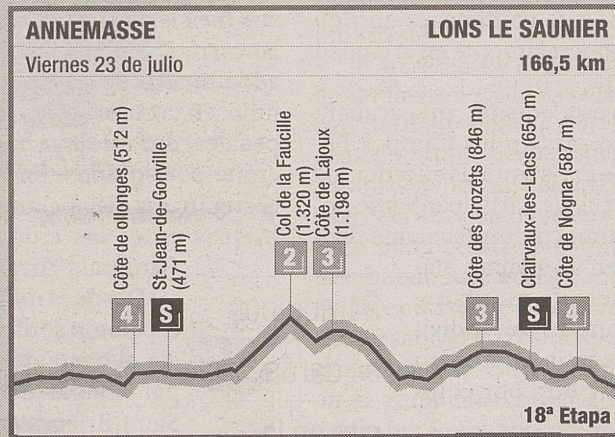 ANNEMASSE
LONS LE SAUNIER
Viernes 23 de julio
166,5 km
Côte de ollonges (512 m)
St-Jean-de-Gonville
(471 m)
Col de la Faucille
(1.320 m)
Côte de Lajoux
(1.198 m)
Côte des Crozets (846 m)
Clairvaux-les-Lacs (650 m)
Côte de Nogna (587 m)
4
S
2
3
3
S
4
18ª Etapa